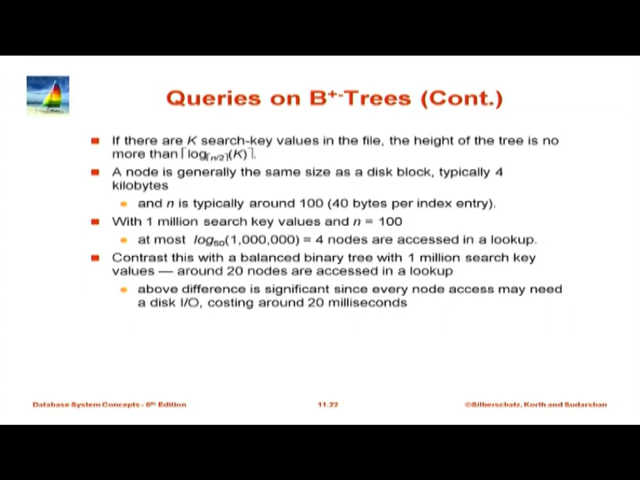 Queries on B+-Trees (Cont.)
If there are K search-key values in the file, the height of the tree is no
more than ⌈log⌈n/2⌉(K)⌉.
A node is generally the same size as a disk block, typically 4
kilobytes
and n is typically around 100 (40 bytes per index entry).
With 1 million search key values and n = 100
at most log50(1,000,000) = 4 nodes are accessed in a lookup.
Contrast this with a balanced binary tree with 1 million search key
values — around 20 nodes are accessed in a lookup
above difference is significant since every node access may need
a disk I/O, costing around 20 milliseconds
Database System Concepts - 6th Edition
11.22
©Silberschatz, Korth and Sudarshan